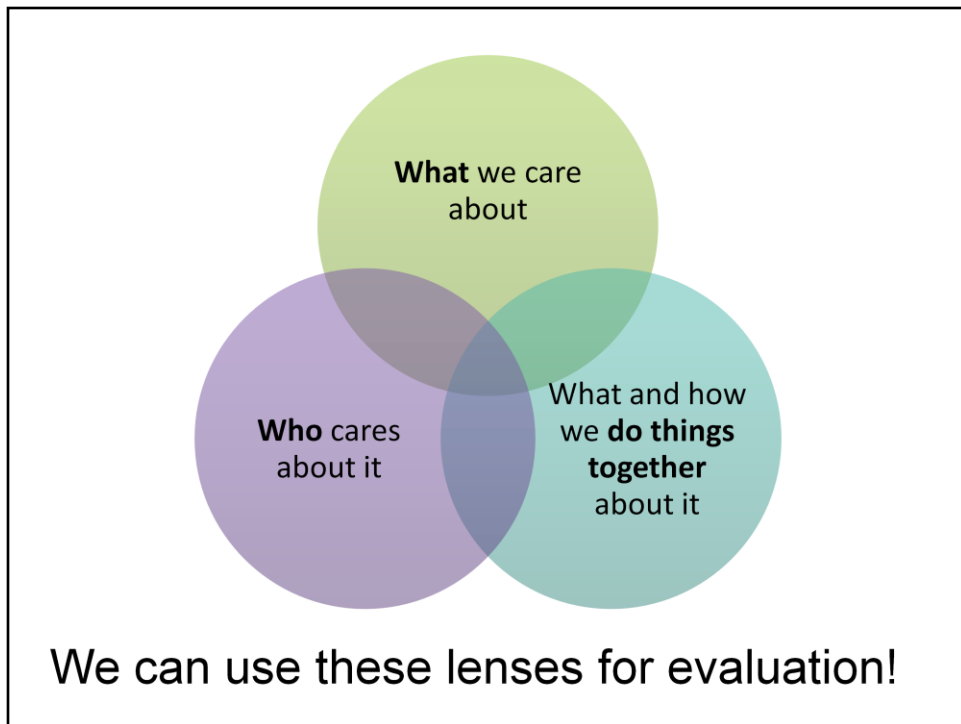 What we care
about
Who cares
about it
What and how
we do things
together
about it
We can use these lenses for evaluation!